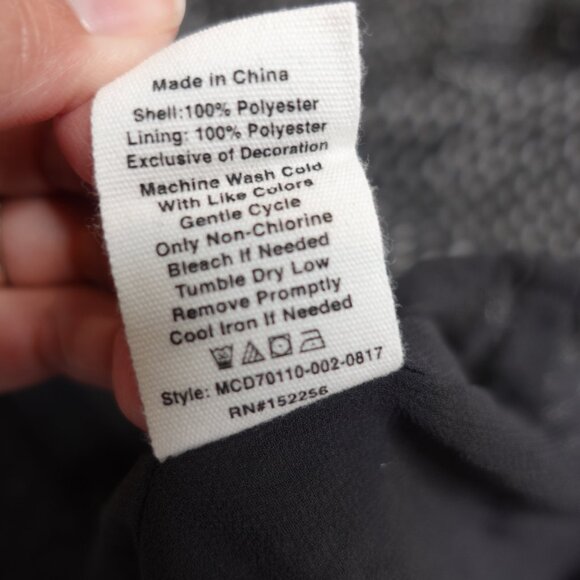 Made in China
Shell:100% Polyester
Lining: 100% Polyester
Exclusive of Decoration
Machine Wash Cold
With Like Colors
Gentle Cycle
Only Non-Chlorine
Bleach If Needed
Tumble Dry Low
Remove Promptly
Cool Iron If Needed
Style: MCD70110-002-0817
RN#152256